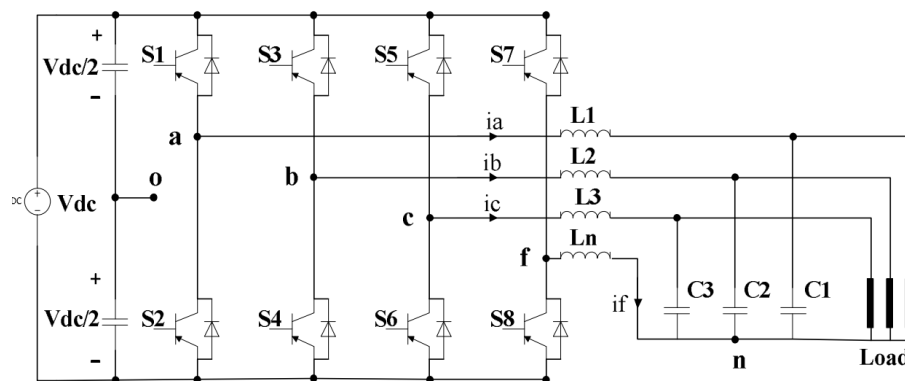 +
Vdc/2
−
S1
S3
S5
S7
a
ia
L1
o
b
ib
L2
Vdc
c
ic
L3
f
Ln
+
Vdc/2
−
S2
S4
S6
S8
if
C3
C2
C1
n
Load